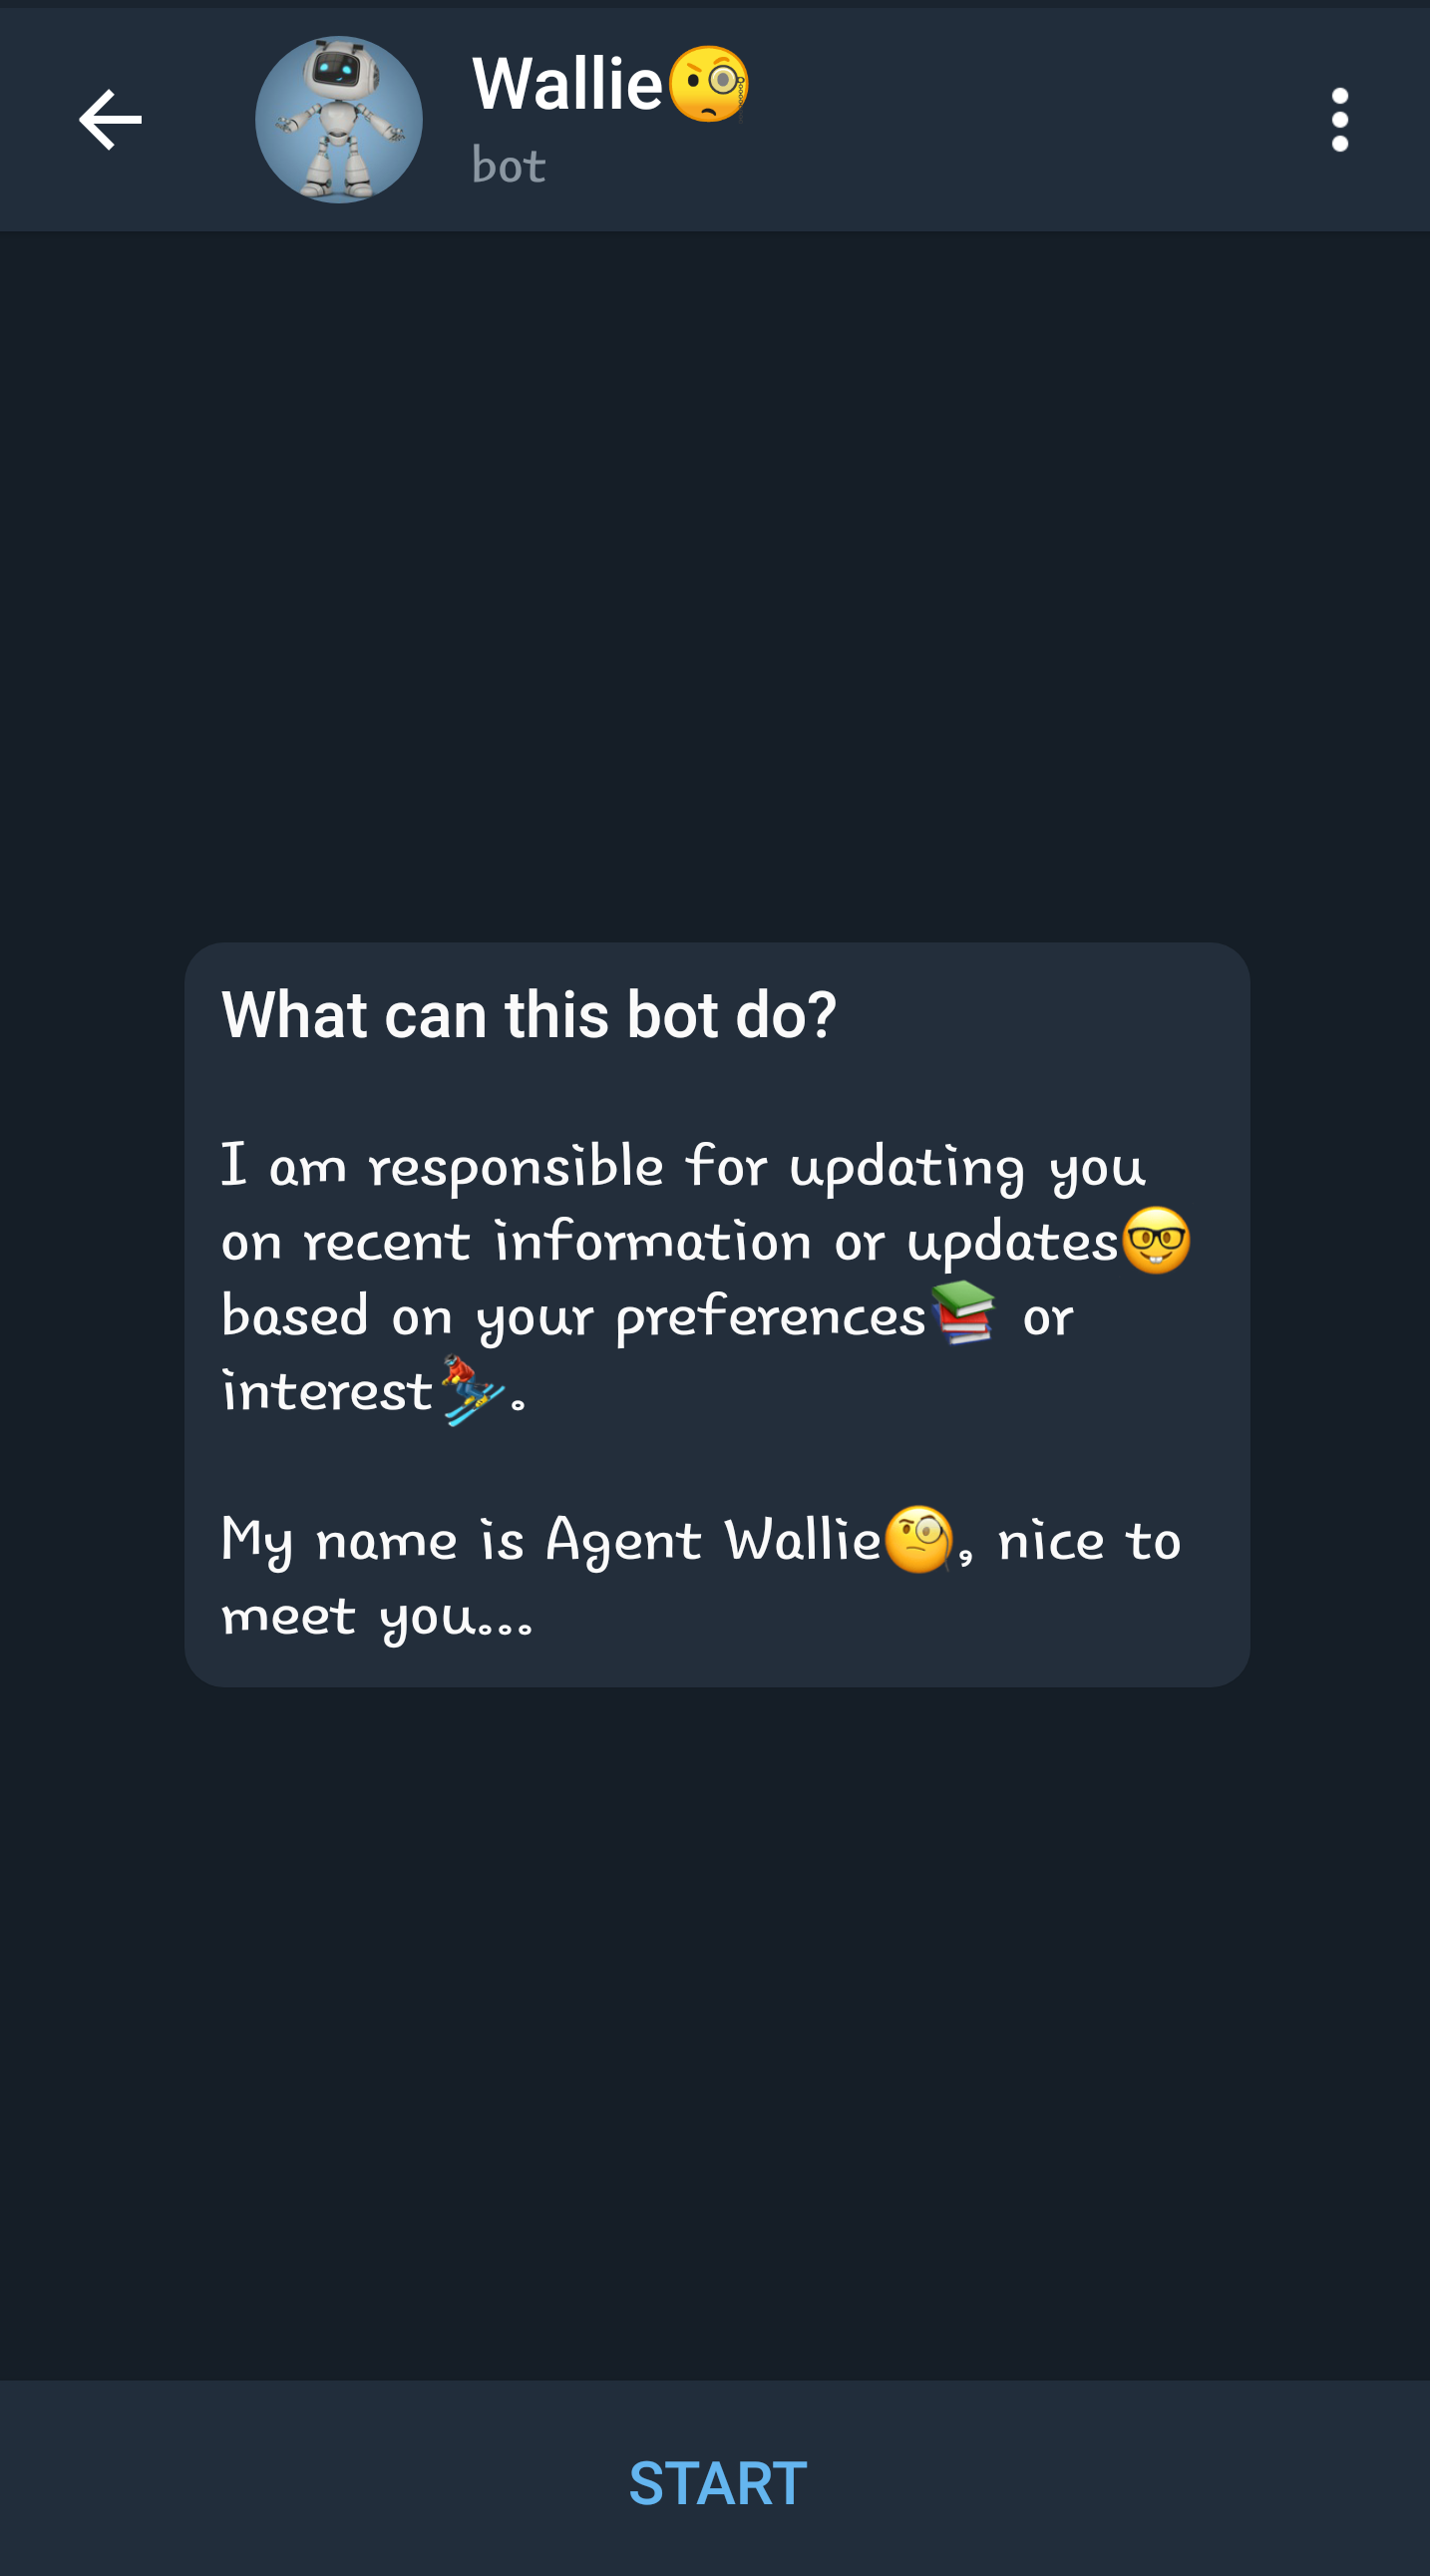 Wallie🧐
bot
What can this bot do?
I am responsible for updating you
on recent information or updates🤓
based on your preferences📚 or
interest⛷.
My name is Agent Wallie🧐, nice to
meet you...
START